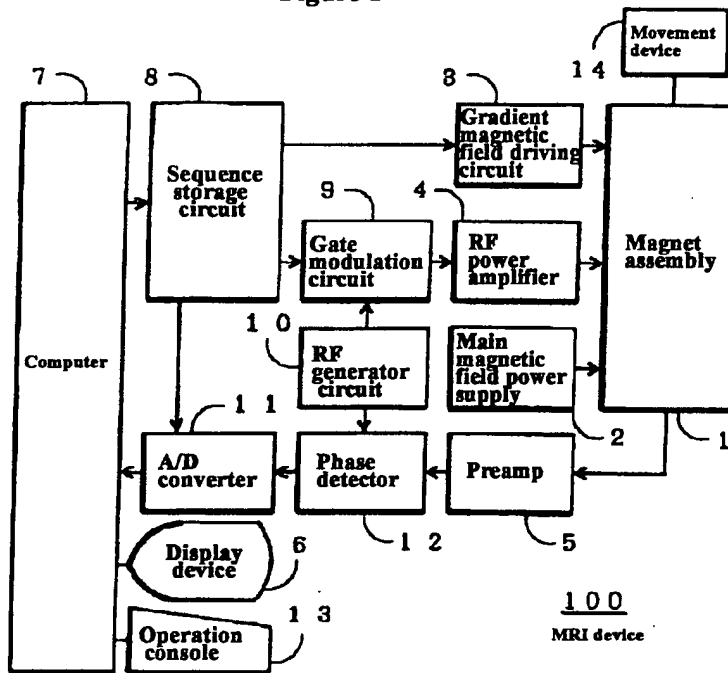 Movement
device
14
7
8
3
Gradient
magnetic
field driving
circuit
Sequence
storage
circuit
9
4
Gate
modulation
circuit
RF
power
amplifier
Magnet
assembly
10
Computer
RF
generator
circuit
Main
magnetic
field power
supply
11
2
1
A/D
converter
Phase
detector
Preamp
12
5
Display
device
6
100
MRI device
Operation
console
13